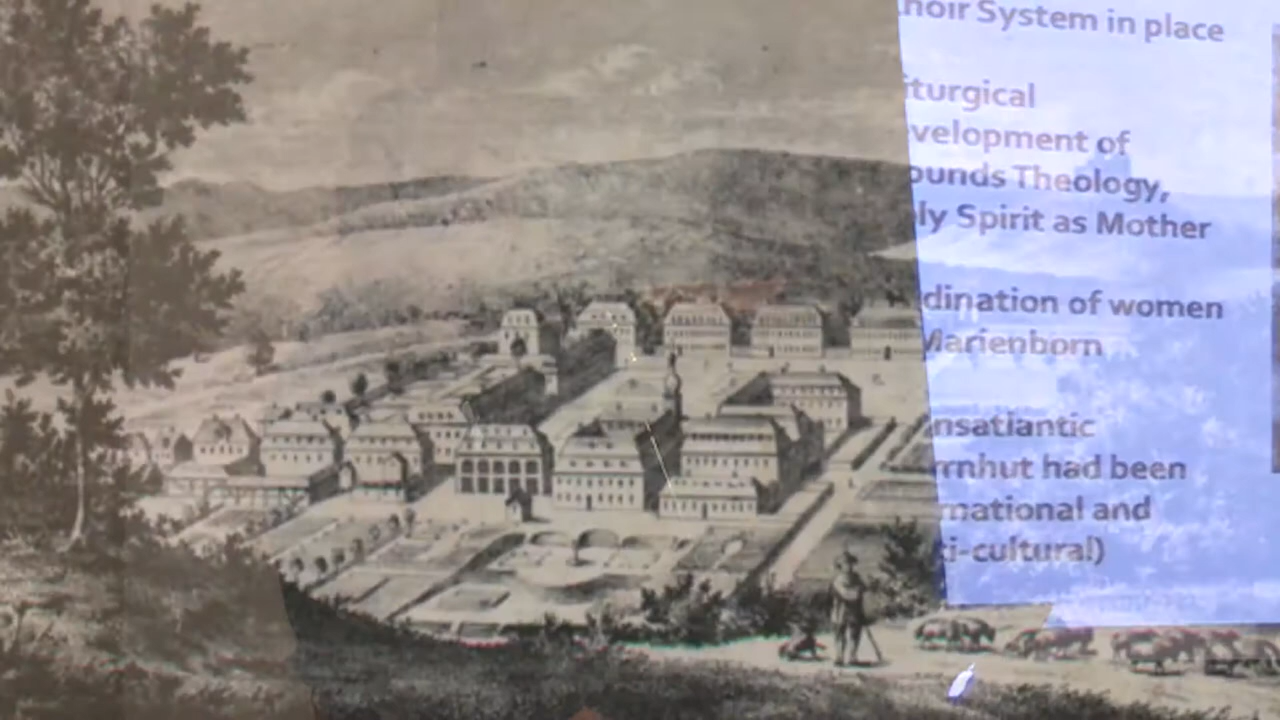 hoir System in place
iturgical
velopment of
ounds Theology,
ly Spirit as Mother
dination of women
Marienborn
nsatlantic
rrnhut had been
rnational and
ti-cultural)